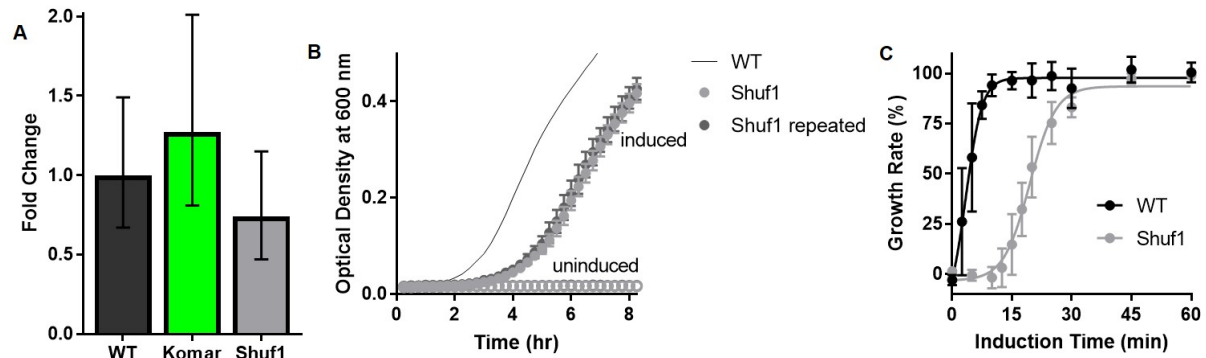 A
Fold Change
2.0
1.5
1.0
0.5
0.0
WT Komar Shuf1
B
Optical Density at 600 nm
0.4
0.2
0.0
0 2 4 6 8
Time (hr)
WT
Shuf1
Shuf1 repeated
induced
uninduced
C
Growth Rate (%)
100
75
50
25
0
0 15 30 45 60
Induction Time (min)
WT
Shuf1